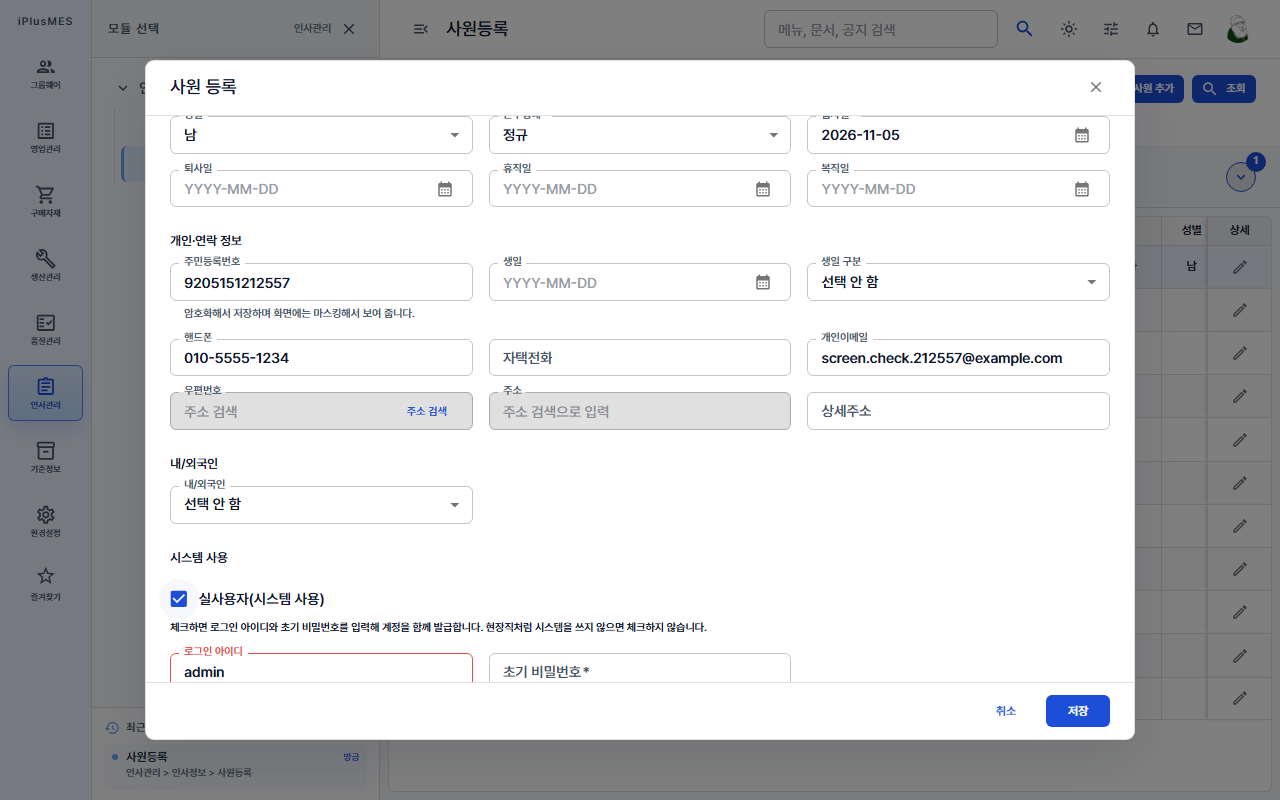 iPlusMES
모듈 선택
인사관리
사원등록
메뉴, 문서, 공지 검색
그룹웨어
영업관리
구매자재
생산관리
품질관리
인사관리
기준정보
환경설정
즐겨찾기
사원 추가
조회
1
성별
상세
남
사원 등록
남
정규
2026-11-05
퇴사일
YYYY-MM-DD
휴직일
YYYY-MM-DD
복직일
YYYY-MM-DD
개인·연락 정보
주민등록번호
9205151212557
생일
YYYY-MM-DD
생일 구분
선택 안 함
암호화해서 저장하며 화면에는 마스킹해서 보여 줍니다.
핸드폰
010-5555-1234
자택전화
개인이메일
screen.check.212557@example.com
우편번호
주소 검색
주소 검색
주소
주소 검색으로 입력
상세주소
내/외국인
내/외국인
선택 안 함
시스템 사용
실사용자(시스템 사용)
체크하면 로그인 아이디와 초기 비밀번호를 입력해 계정을 함께 발급합니다. 현장직처럼 시스템을 쓰지 않으면 체크하지 않습니다.
로그인 아이디
admin
초기 비밀번호 *
취소
저장
최근
사원등록
방금
인사관리 > 인사정보 > 사원등록